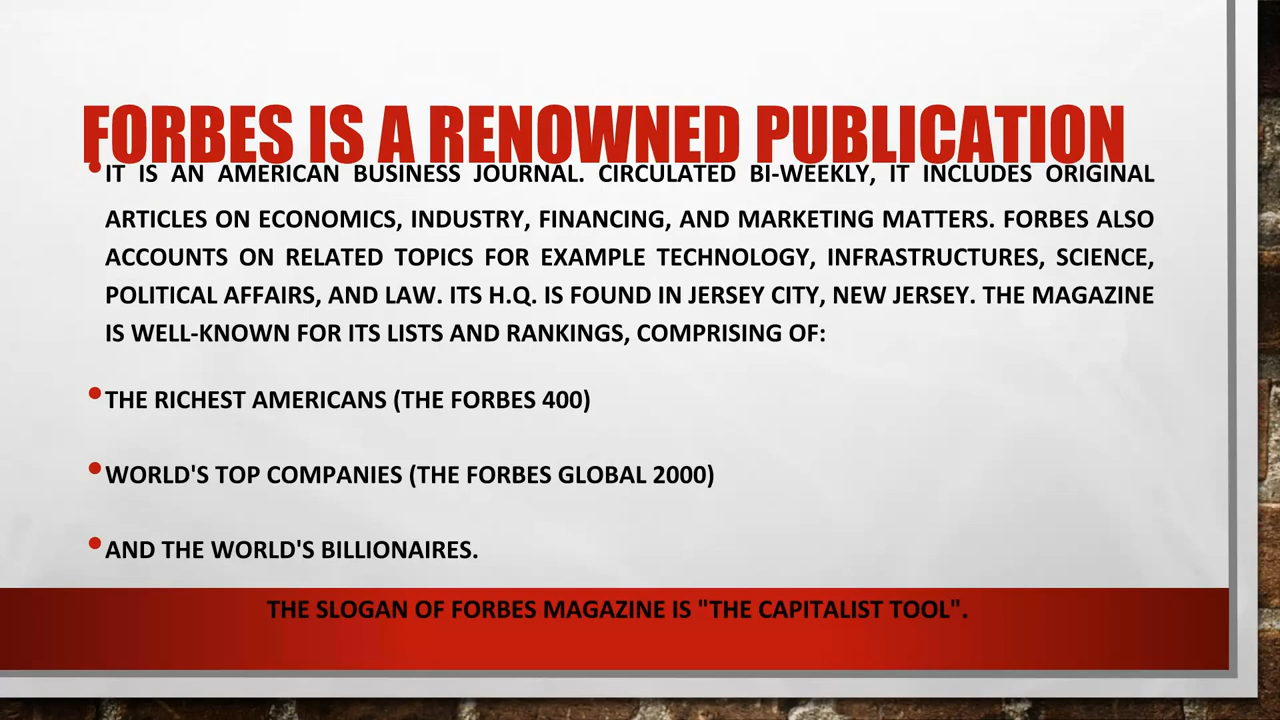 FORBES IS A RENOWNED PUBLICATION
• IT IS AN AMERICAN BUSINESS JOURNAL. CIRCULATED BI-WEEKLY, IT INCLUDES ORIGINAL
ARTICLES ON ECONOMICS, INDUSTRY, FINANCING, AND MARKETING MATTERS. FORBES ALSO
ACCOUNTS ON RELATED TOPICS FOR EXAMPLE TECHNOLOGY, INFRASTRUCTURES, SCIENCE,
POLITICAL AFFAIRS, AND LAW. ITS H.Q. IS FOUND IN JERSEY CITY, NEW JERSEY. THE MAGAZINE
IS WELL-KNOWN FOR ITS LISTS AND RANKINGS, COMPRISING OF:
• THE RICHEST AMERICANS (THE FORBES 400)
• WORLD'S TOP COMPANIES (THE FORBES GLOBAL 2000)
• AND THE WORLD'S BILLIONAIRES.
THE SLOGAN OF FORBES MAGAZINE IS "THE CAPITALIST TOOL".